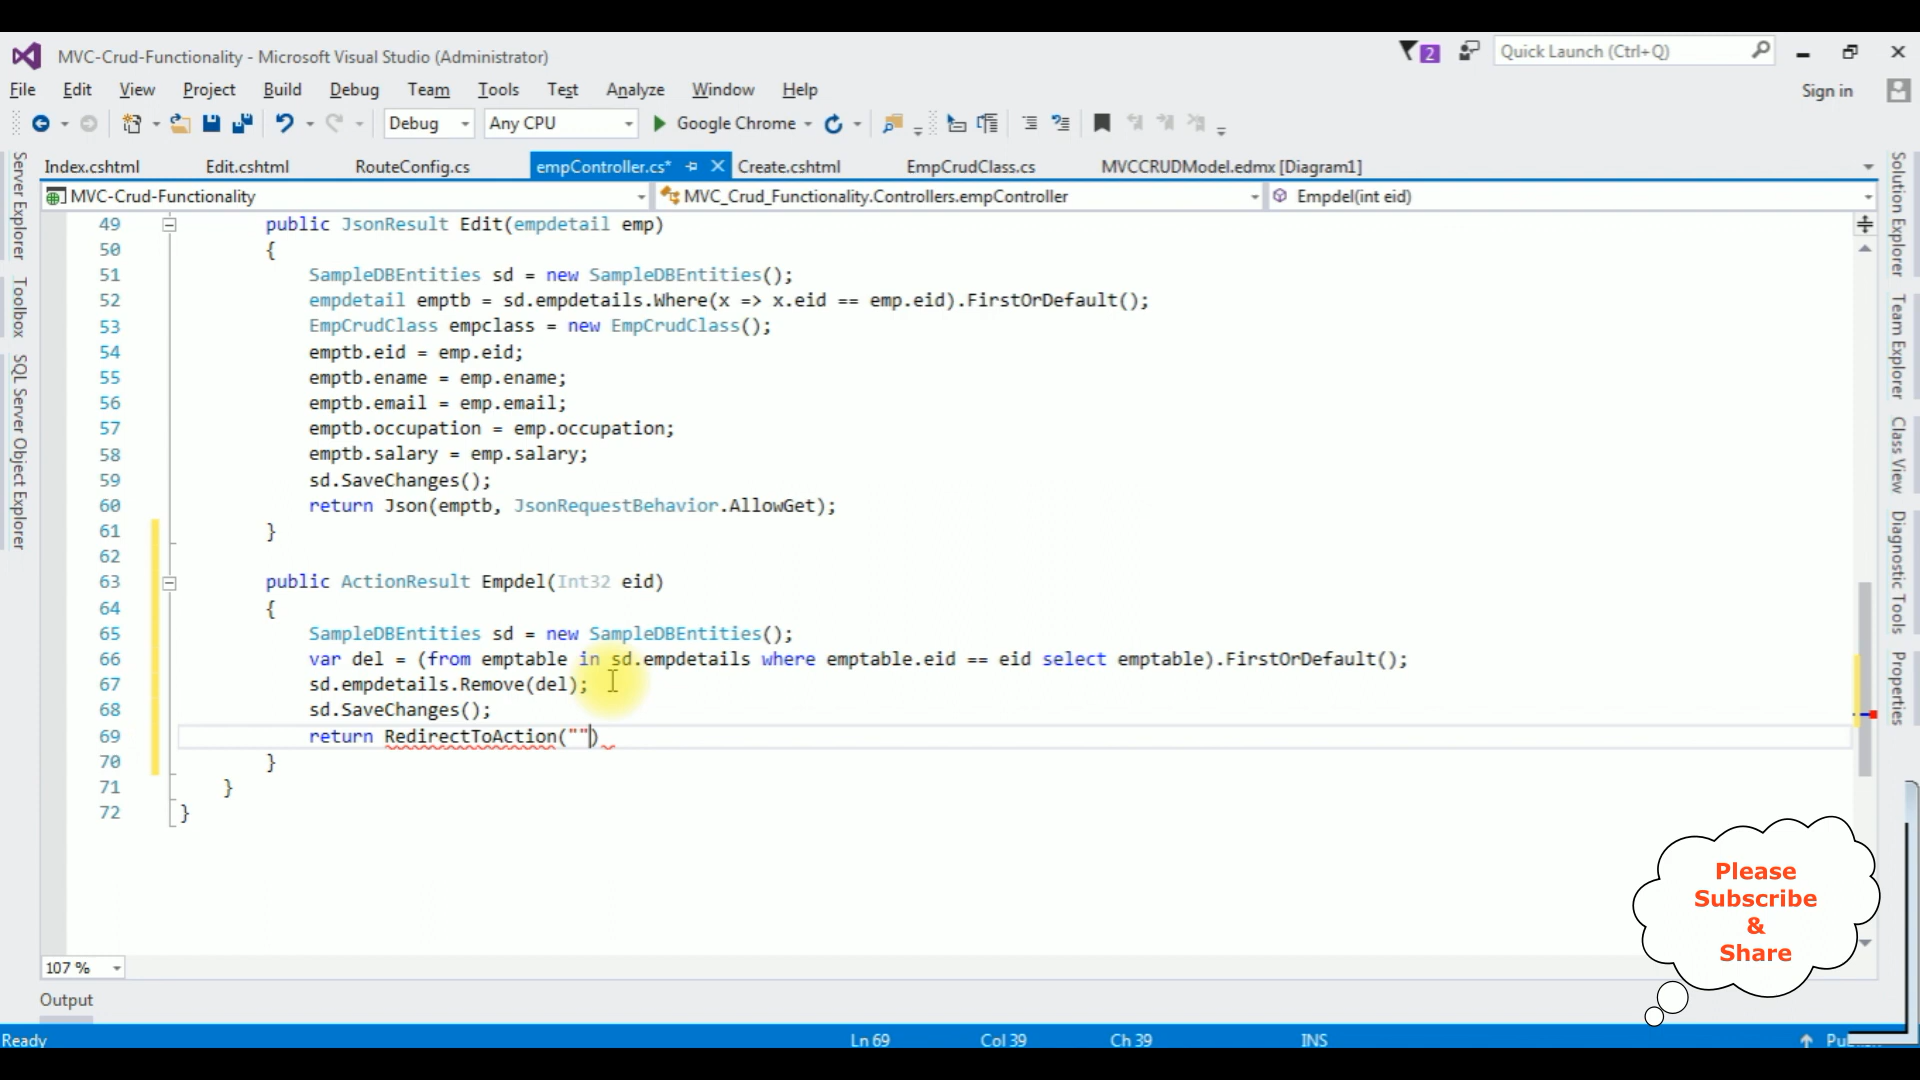 MVC-Crud-Functionality - Microsoft Visual Studio (Administrator)
2
Quick Launch (Ctrl+Q)
File Edit View Project Build Debug Team Tools Test Analyze Window Help
Sign in
Debug Any CPU Google Chrome
Index.cshtml Edit.cshtml RouteConfig.cs empController.cs* Create.cshtml EmpCrudClass.cs MVCCRUDModel.edmx [Diagram1]
MVC-Crud-Functionality MVC_Crud_Functionality.Controllers.empController Empdel(int eid)
Server Explorer
Toolbox
SQL Server Object Explorer
49 public JsonResult Edit(empdetail emp)
50 {
51 SampleDBEntities sd = new SampleDBEntities();
52 empdetail emptb = sd.empdetails.Where(x => x.eid == emp.eid).FirstOrDefault();
53 EmpCrudClass empclass = new EmpCrudClass();
54 emptb.eid = emp.eid;
55 emptb.ename = emp.ename;
56 emptb.email = emp.email;
57 emptb.occupation = emp.occupation;
58 emptb.salary = emp.salary;
59 sd.SaveChanges();
60 return Json(emptb, JsonRequestBehavior.AllowGet);
61 }
62
63 public ActionResult Empdel(Int32 eid)
64 {
65 SampleDBEntities sd = new SampleDBEntities();
66 var del = (from emptable in sd.empdetails where emptable.eid == eid select emptable).FirstOrDefault();
67 sd.empdetails.Remove(del);
68 sd.SaveChanges();
69 return RedirectToAction("")
70 }
71 }
72 }
Solution Explorer
Team Explorer
Class View
Diagnostic Tools
Properties
Please
Subscribe
&
Share
107 %
Output
Ready Ln 69 Col 39 Ch 39 INS